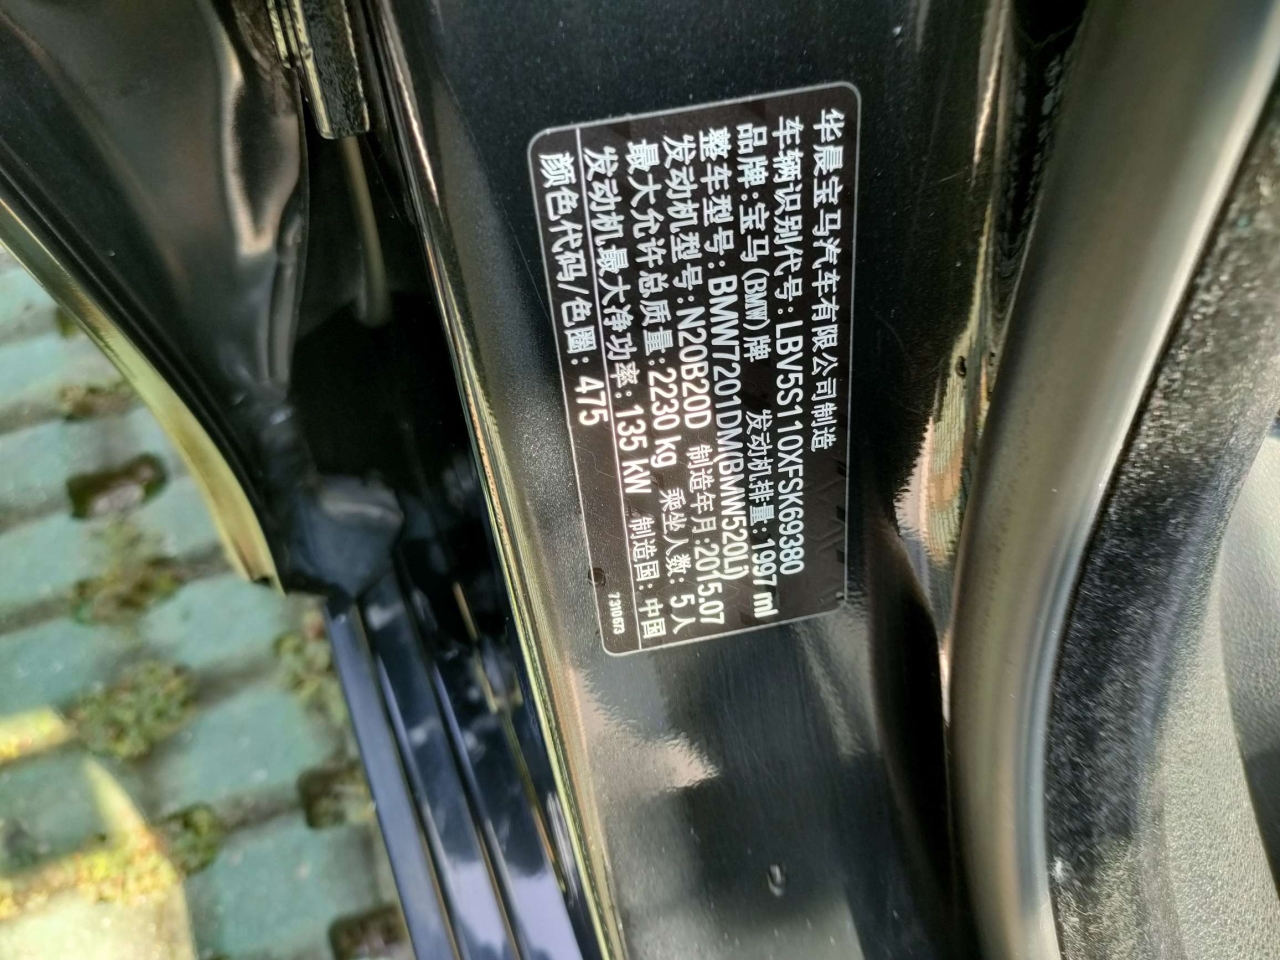 华晨宝马汽车有限公司制造
车辆识别代号：LBV5S110XFSK69380
品牌：宝马(BMW)牌 发动机排量：1997 ml
整车型号：BMW7201DM(BMW520Li)
发动机型号：N20B20D 制造年月：2015.07
最大允许总质量：2230 kg 乘坐人数：5人
发动机最大净功率：135 kW 制造国：中国
颜色代码/色圈：475
7310673